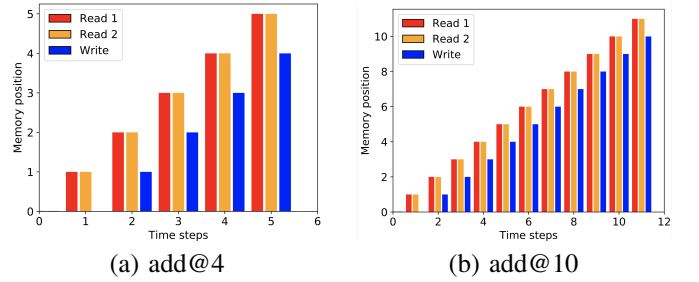 Read 1
Read 2
Write
Memory position
5
4
3
2
1
0
0 1 2 3 4 5 6
Time steps
(a) add@4
Read 1
Read 2
Write
Memory position
10
8
6
4
2
0
0 2 4 6 8 10 12
Time steps
(b) add@10